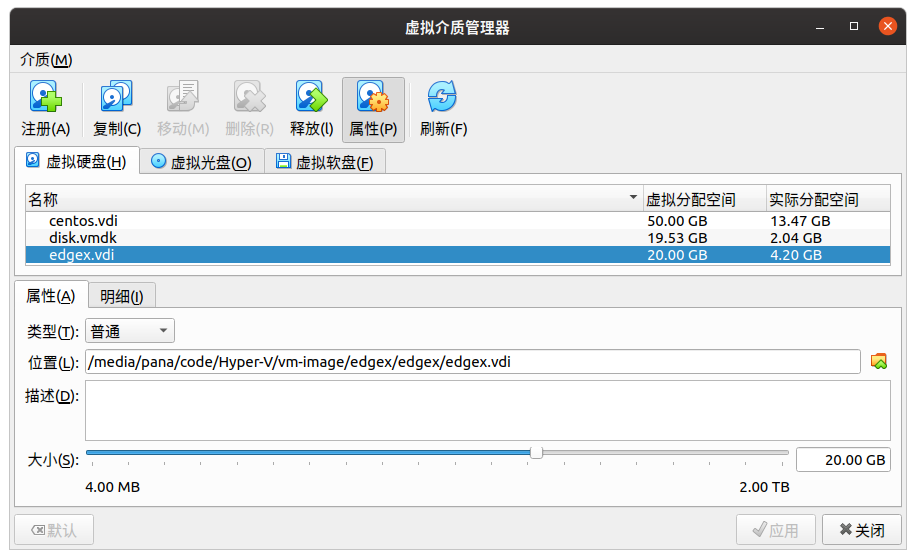 虚拟介质管理器
介质(M)
注册(A) 复制(C) 移动(M) 删除(R) 释放(l) 属性(P) 刷新(F)
虚拟硬盘(H) 虚拟光盘(O) 虚拟软盘(F)
名称 虚拟分配空间 实际分配空间
centos.vdi 50.00 GB 13.47 GB
disk.vmdk 19.53 GB 2.04 GB
edgex.vdi 20.00 GB 4.20 GB
属性(A) 明细(I)
类型(T): 普通
位置(L): /media/pana/code/Hyper-V/vm-image/edgex/edgex/edgex.vdi
描述(D):
大小(S): 20.00 GB
4.00 MB 2.00 TB
默认 应用 关闭